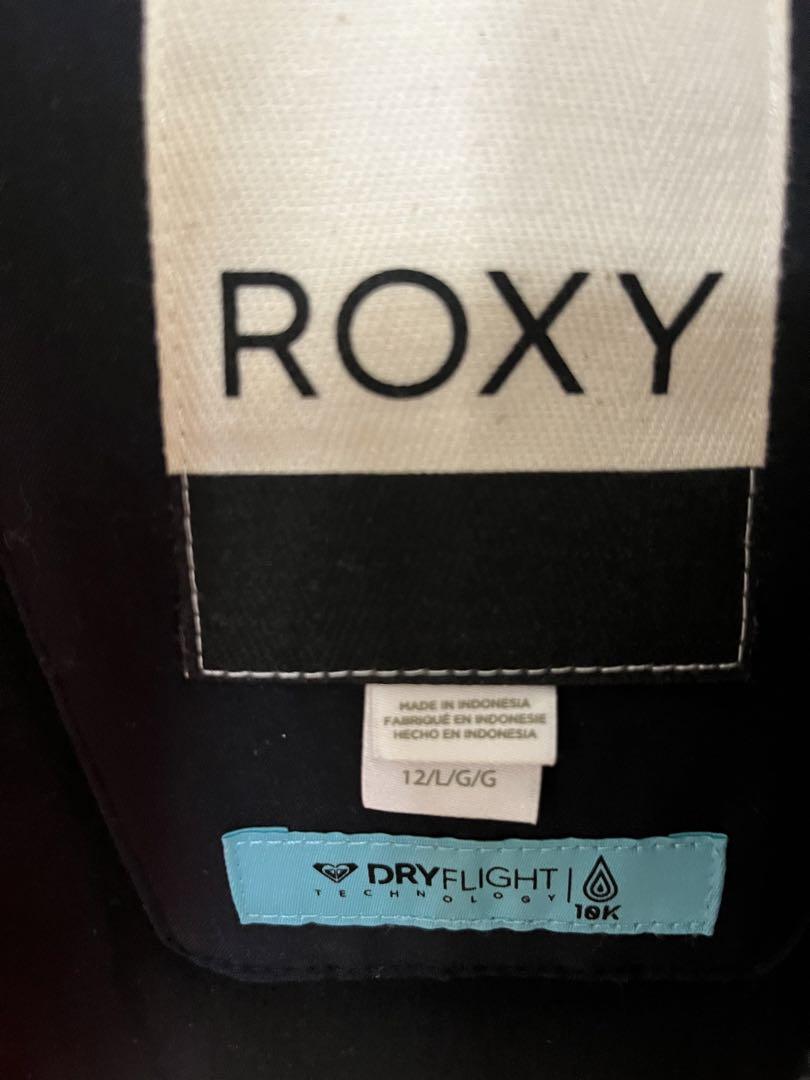 ROXY
MADE IN INDONESIA
FABRIQUÉ EN INDONESIE
HECHO EN INDONESIA
12/L/G/G
DRYFLIGHT
TECHNOLOGY
10K